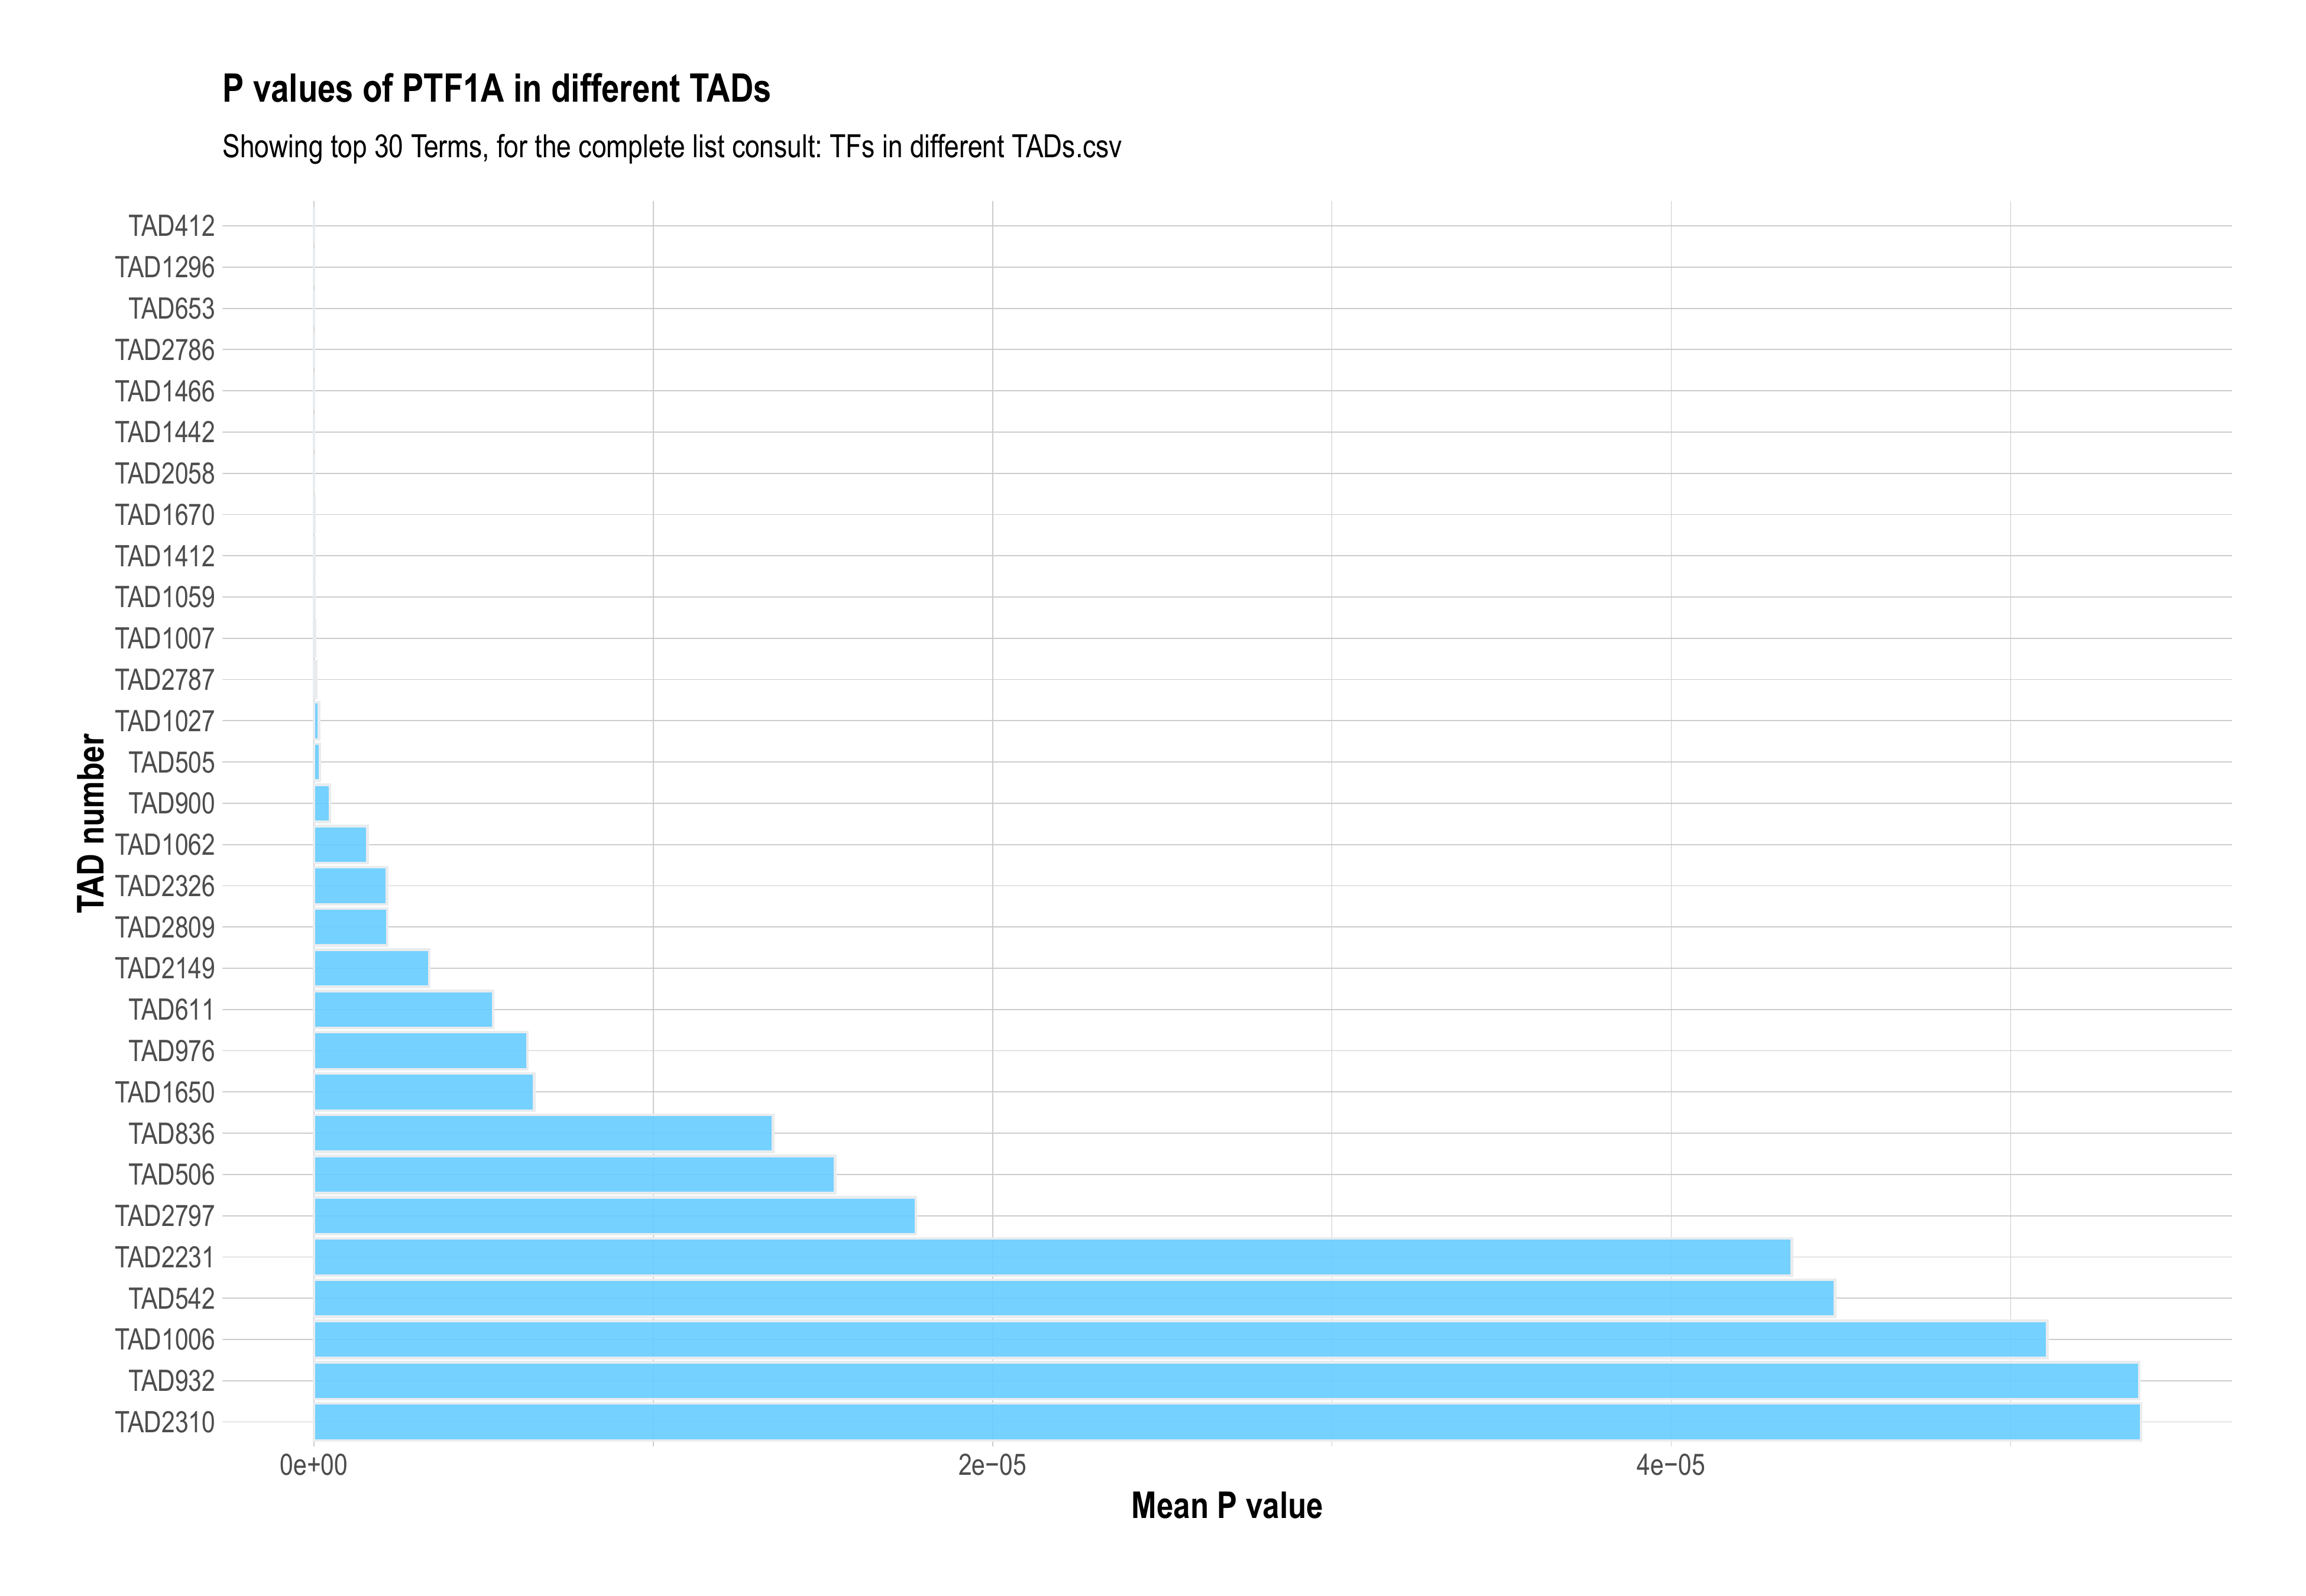 P values of PTF1A in different TADs
Showing top 30 Terms, for the complete list consult: TFs in different TADs.csv
TAD number
TAD412
TAD1296
TAD653
TAD2786
TAD1466
TAD1442
TAD2058
TAD1670
TAD1412
TAD1059
TAD1007
TAD2787
TAD1027
TAD505
TAD900
TAD1062
TAD2326
TAD2809
TAD2149
TAD611
TAD976
TAD1650
TAD836
TAD506
TAD2797
TAD2231
TAD542
TAD1006
TAD932
TAD2310
0e+00 2e−05 4e−05
Mean P value